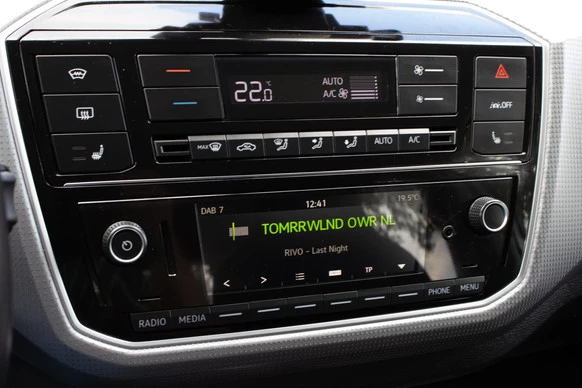 22.0 °C AUTO
A/C
OFF
MAX AUTO A/C
DAB 7 12:41 19.5°C
TOMRRWLND OWR NL
RIVO - Last Night
< > TP
RADIO MEDIA PHONE MENU